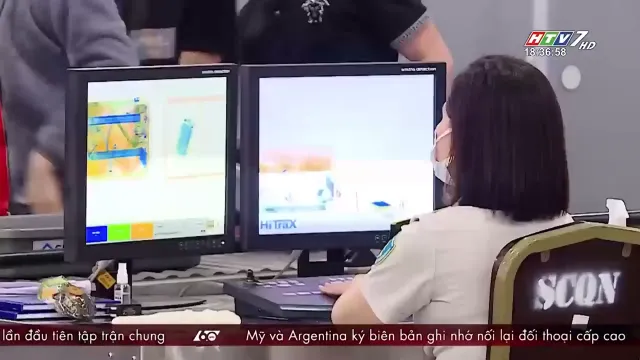 HTV7 HD
18:36:58
HiTraX
SCQN
lần đầu tiên tập trận chung 60 Mỹ và Argentina ký biên bản ghi nhớ nối lại đối thoại cấp cao